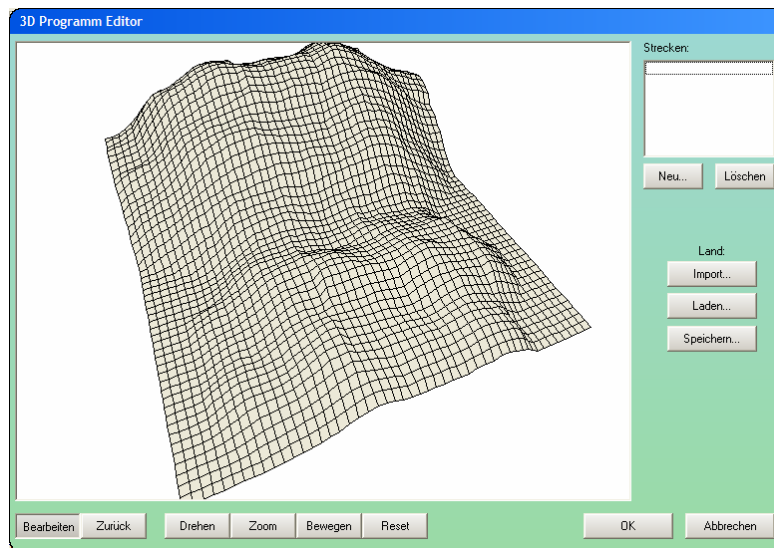 3D Programm Editor
Strecken:
Neu...
Löschen
Land:
Import...
Laden...
Speichern...
Bearbeiten
Zurück
Drehen
Zoom
Bewegen
Reset
OK
Abbrechen